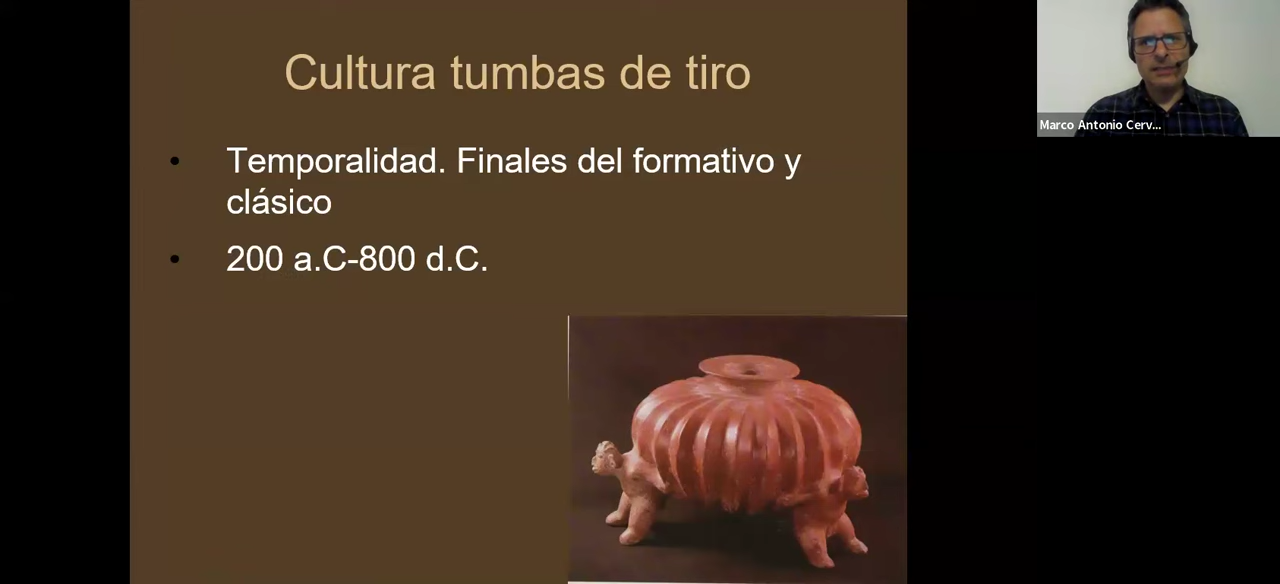 Cultura tumbas de tiro
Marco Antonio Cerv...
• Temporalidad. Finales del formativo y
clásico
• 200 a.C-800 d.C.